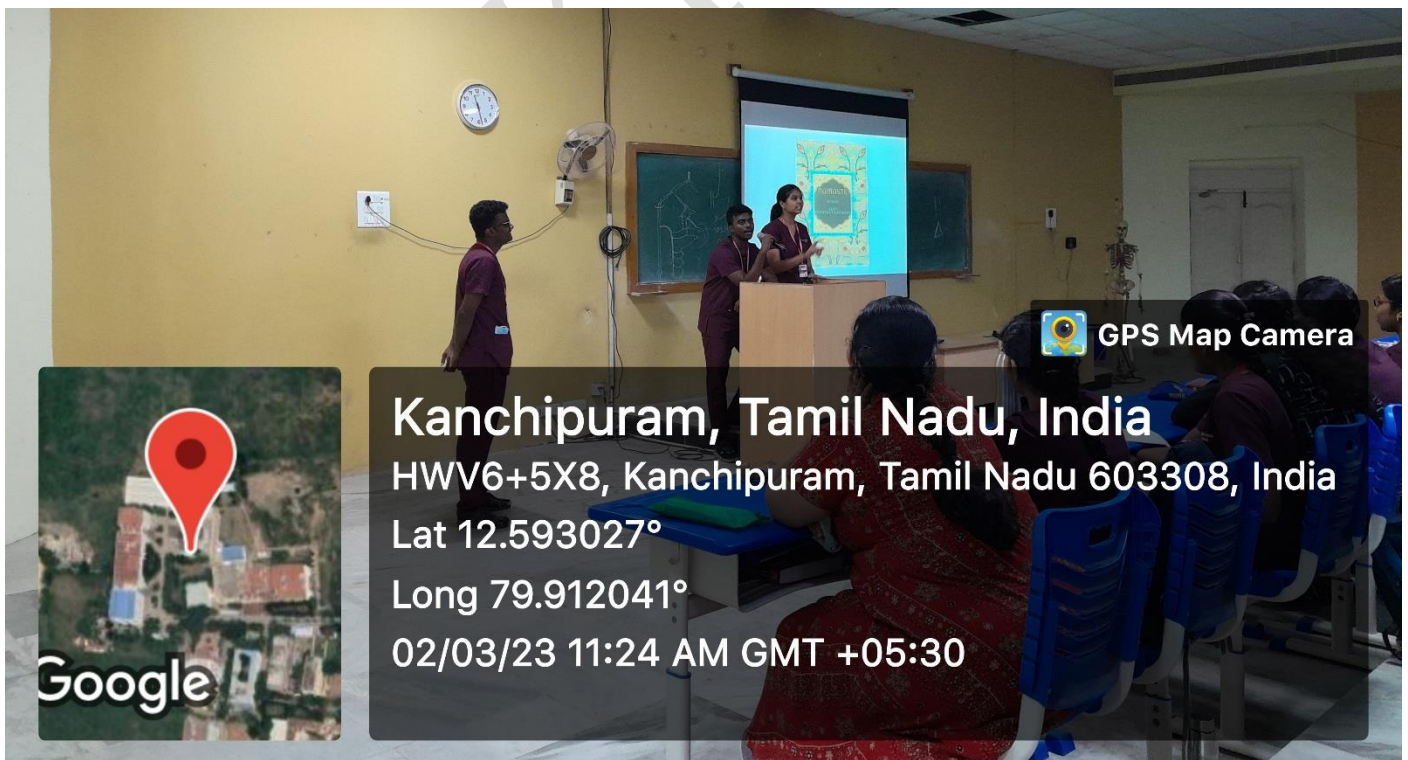 GPS Map Camera
Kanchipuram, Tamil Nadu, India
HWV6+5X8, Kanchipuram, Tamil Nadu 603308, India
Lat 12.593027°
Long 79.912041°
02/03/23 11:24 AM GMT +05:30
Google